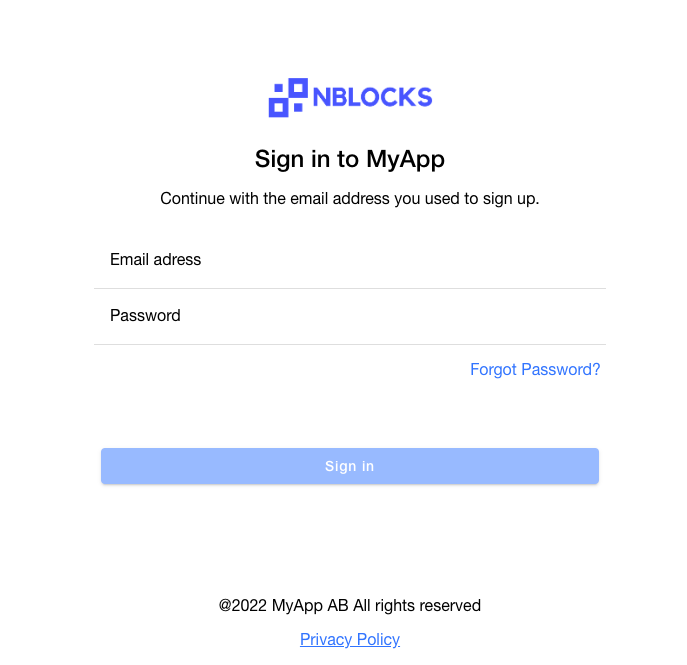 NBLOCKS
Sign in to MyApp
Continue with the email address you used to sign up.
Email adress
Password
Forgot Password?
Sign in
@2022 MyApp AB All rights reserved
Privacy Policy